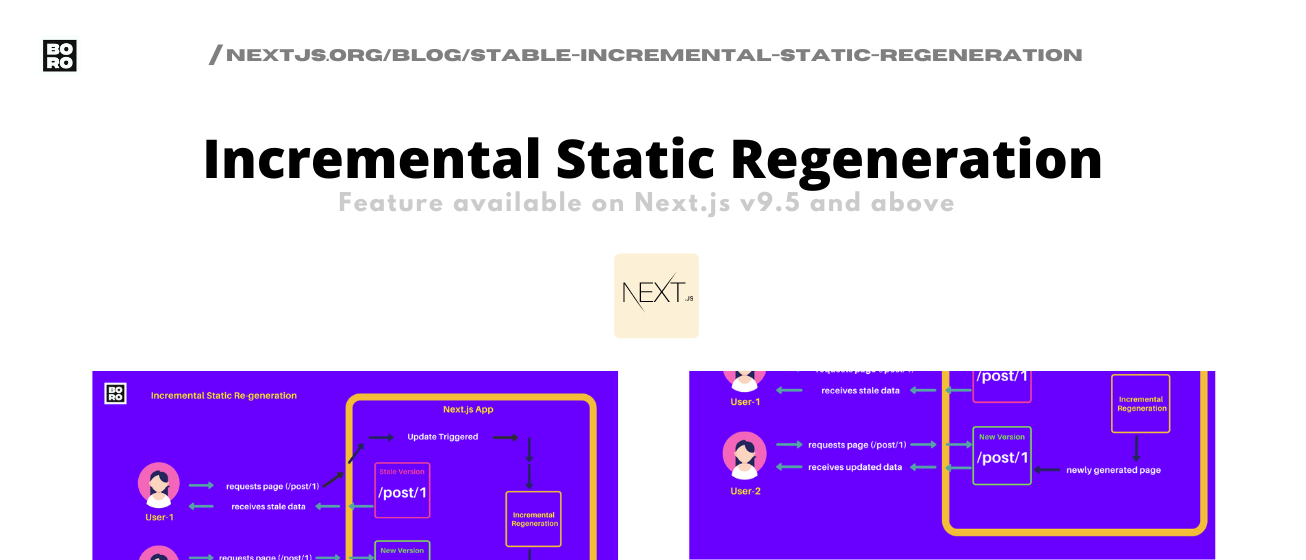 BO
RO
/NEXTJS.ORG/BLOG/STABLE-INCREMENTAL-STATIC-REGENERATION
Incremental Static Regeneration
Feature available on Next.js v9.5 and above
NEXT.JS
BO
RO
Incremental Static Re-generation
Next.js App
Update Triggered
Stale Version
/post/1
requests page (/post/1)
receives stale data
User-1
Incremental
Regeneration
New Version
requests page (/post/1)
/post/1
receives stale data
User-1
Incremental
Regeneration
New Version
/post/1
requests page (/post/1)
receives updated data
newly generated page
User-2